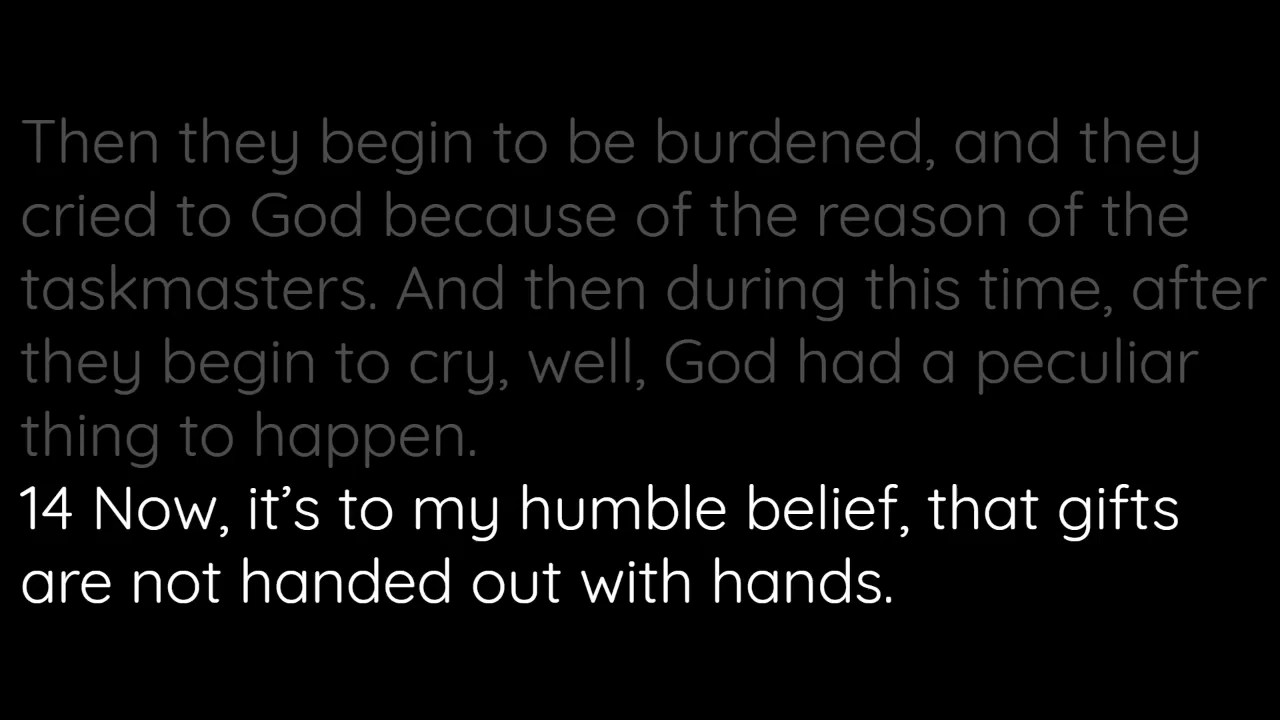 Then they begin to be burdened, and they
cried to God because of the reason of the
taskmasters. And then during this time, after
they begin to cry, well, God had a peculiar
thing to happen.
14 Now, it’s to my humble belief, that gifts
are not handed out with hands.